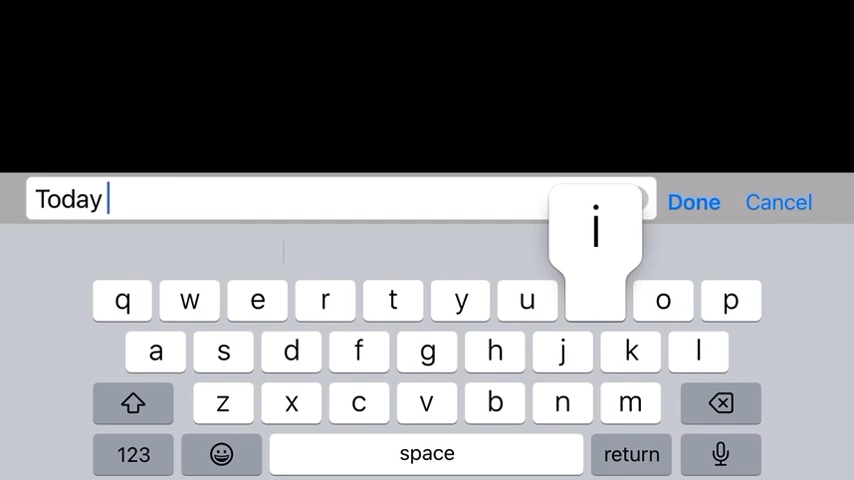 Today
Done
Cancel
i
q w e r t y u o p
a s d f g h j k l
z x c v b n m
123 space return